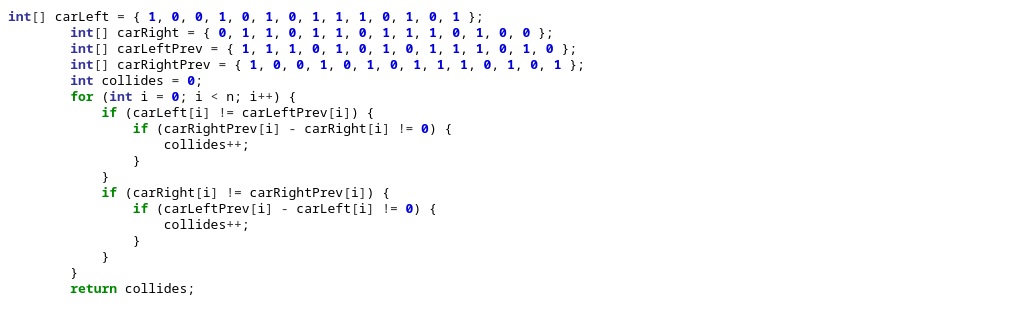 int[] carLeft = { 1, 0, 0, 1, 0, 1, 0, 1, 1, 1, 0, 1, 0, 1 };
int[] carRight = { 0, 1, 1, 0, 1, 1, 0, 1, 1, 1, 0, 1, 0, 0 };
int[] carLeftPrev = { 1, 1, 1, 0, 1, 0, 1, 0, 1, 1, 1, 0, 1, 0 };
int[] carRightPrev = { 1, 0, 0, 1, 0, 1, 0, 1, 1, 1, 0, 1, 0, 1 };
int collides = 0;
for (int i = 0; i < n; i++) {
if (carLeft[i] != carLeftPrev[i]) {
if (carRightPrev[i] - carRight[i] != 0) {
collides++;
}
}
if (carRight[i] != carRightPrev[i]) {
if (carLeftPrev[i] - carLeft[i] != 0) {
collides++;
}
}
}
return collides;